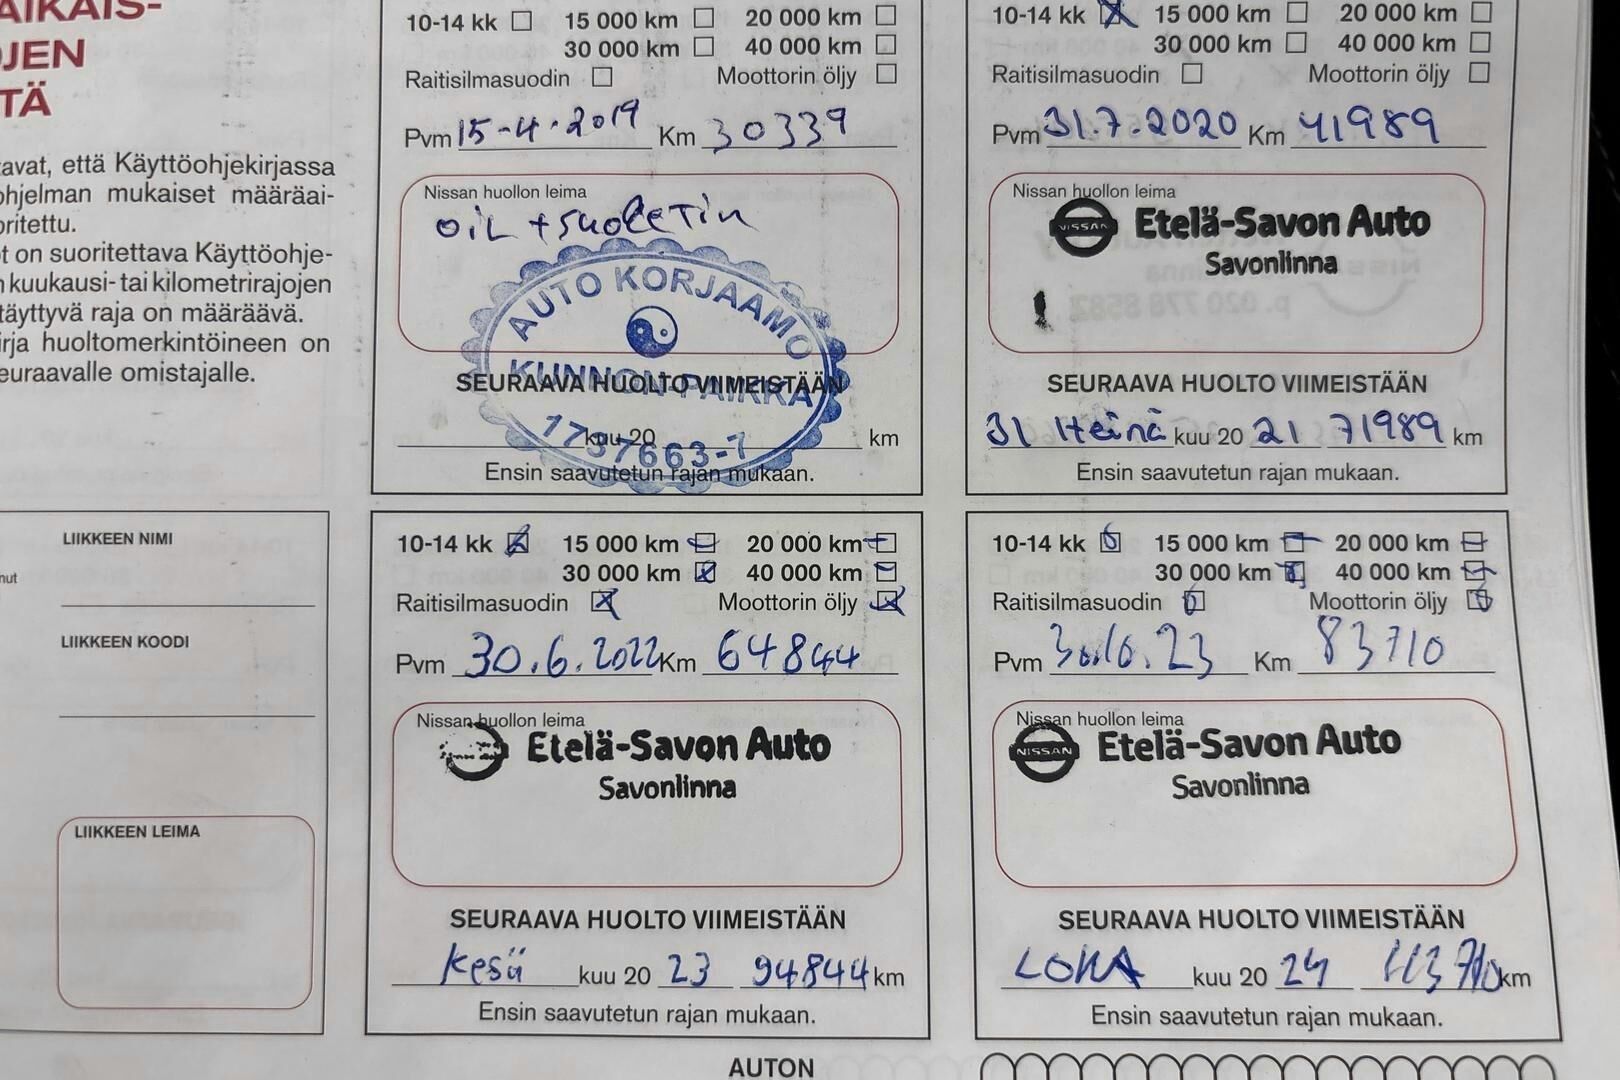 AIKAIS-
JEN
TÄ
tavat, että Käyttöohjekirjassa
ohjelman mukaiset määräai-
oritettu.
t on suoritettava Käyttöohje-
n kuukausi- tai kilometrirajojen
täyttyvä raja on määräävä.
irja huoltomerkintöineen on
euraavalle omistajalle.
10-14 kk 15 000 km 20 000 km
30 000 km 40 000 km
Raitisilmasuodin Moottorin öljy
Pvm 15-4-2019 Km 30339
Nissan huollon leima
OIL + suodatin
AUTO KORJAAMO
KUNNON PAIKKA
1797663-7
SEURAAVA HUOLTO VIIMEISTÄÄN
kuu 20 km
Ensin saavutetun rajan mukaan.
10-14 kk 15 000 km 20 000 km
30 000 km 40 000 km
Raitisilmasuodin Moottorin öljy
Pvm 31.7.2020 Km 41989
Nissan huollon leima
NISSAN Etelä-Savon Auto
Savonlinna
SEURAAVA HUOLTO VIIMEISTÄÄN
31 Heinä kuu 20 21 71989 km
Ensin saavutetun rajan mukaan.
LIIKKEEN NIMI
nut
LIIKKEEN KOODI
LIIKKEEN LEIMA
10-14 kk 15 000 km 20 000 km
30 000 km 40 000 km
Raitisilmasuodin Moottorin öljy
Pvm 30.6.2022 Km 64844
Nissan huollon leima
Etelä-Savon Auto
Savonlinna
SEURAAVA HUOLTO VIIMEISTÄÄN
Kesä kuu 20 23 94844 km
Ensin saavutetun rajan mukaan.
10-14 kk 15 000 km 20 000 km
30 000 km 40 000 km
Raitisilmasuodin Moottorin öljy
Pvm 30.10.23 Km 83710
Nissan huollon leima
NISSAN Etelä-Savon Auto
Savonlinna
SEURAAVA HUOLTO VIIMEISTÄÄN
LOKA kuu 20 24 113710 km
Ensin saavutetun rajan mukaan.
AUTON